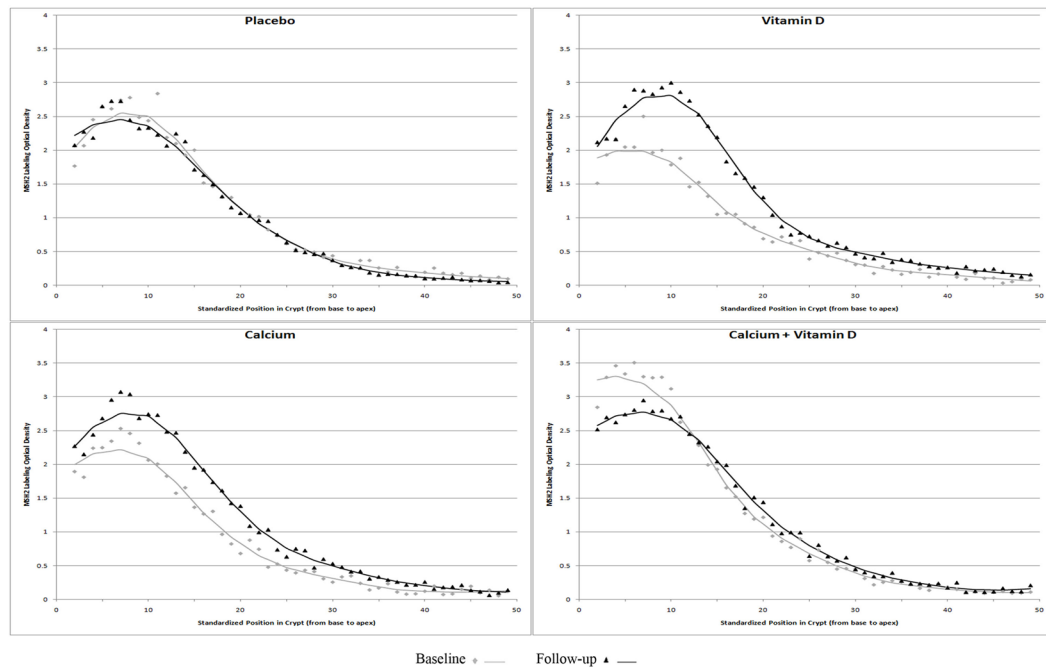 Placebo
4
3.5
3
2.5
2
1.5
1
0.5
0
MSH2 Labeling Optical Density
0 10 20 30 40 50
Standardized Position in Crypt (from base to apex)
Vitamin D
4
3.5
3
2.5
2
1.5
1
0.5
0
MSH2 Labeling Optical Density
0 10 20 30 40 50
Standardized Position in Crypt (from base to apex)
Calcium
4
3.5
3
2.5
2
1.5
1
0.5
0
MSH2 Labeling Optical Density
0 10 20 30 40 50
Standardized Position in Crypt (from base to apex)
Calcium + Vitamin D
4
3.5
3
2.5
2
1.5
1
0.5
0
MSH2 Labeling Optical Density
0 10 20 30 40 50
Standardized Position in Crypt (from base to apex)
Baseline Follow-up